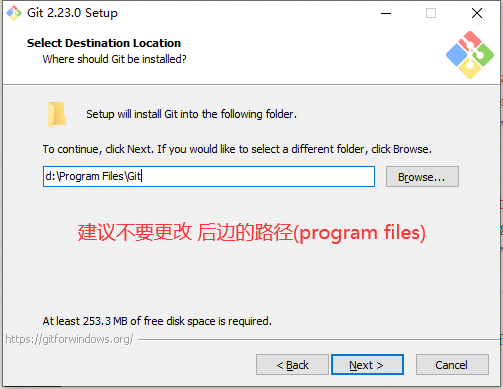 Git 2.23.0 Setup
Select Destination Location
Where should Git be installed?
Setup will install Git into the following folder.
To continue, click Next. If you would like to select a different folder, click Browse.
d:\Program Files\Git
Browse...
建议不要更改 后边的路径(program files)
At least 253.3 MB of free disk space is required.
https://gitforwindows.org/
< Back
Next >
Cancel